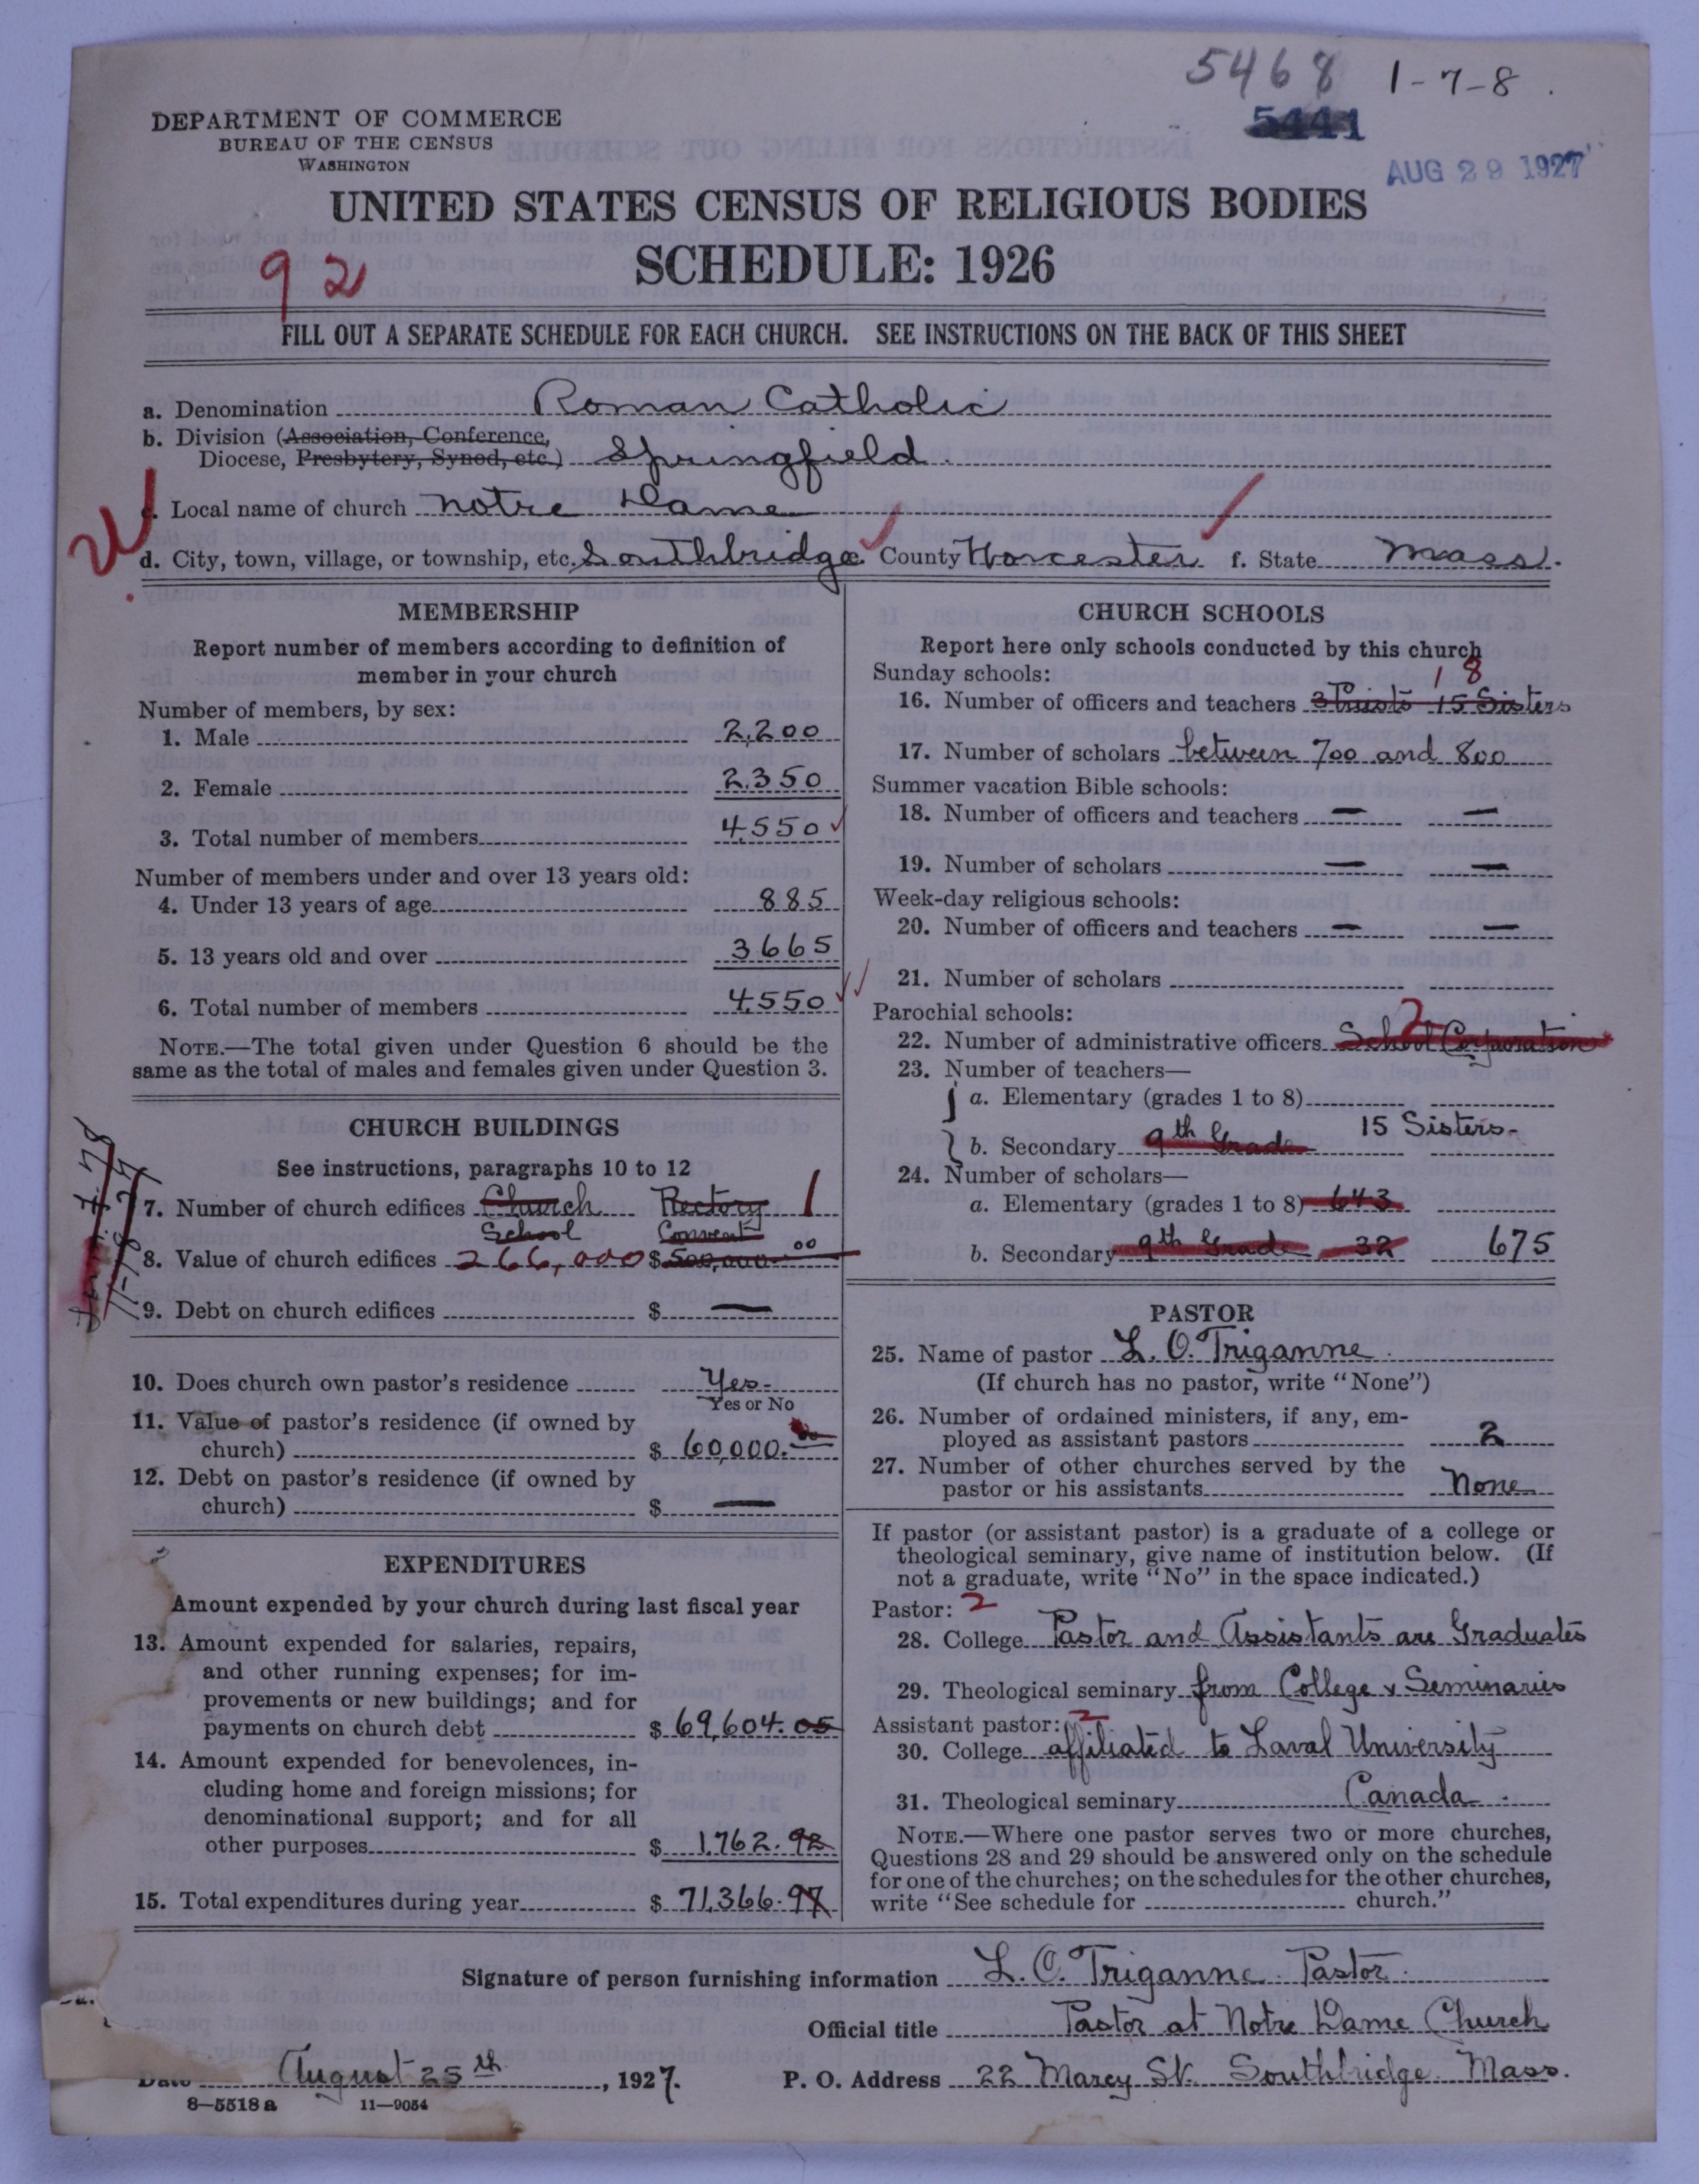 5468 1-7-8.
DEPARTMENT OF COMMERCE
BUREAU OF THE CENSUS
WASHINGTON
5441
AUG 29 1927
UNITED STATES CENSUS OF RELIGIOUS BODIES
SCHEDULE: 1926
92
FILL OUT A SEPARATE SCHEDULE FOR EACH CHURCH. SEE INSTRUCTIONS ON THE BACK OF THIS SHEET
a. Denomination Roman Catholic
b. Division (Association, Conference,
Diocese, Presbytery, Synod, etc.) Springfield.
c. Local name of church Notre Dame
d. City, town, village, or township, etc. Southbridge e. County Worcester f. State Mass.
MEMBERSHIP
Report number of members according to definition of
member in your church
Number of members, by sex:
1. Male 2,200
2. Female 2,350
3. Total number of members 4,550
Number of members under and over 13 years old:
4. Under 13 years of age 885
5. 13 years old and over 3665
6. Total number of members 4,550
NOTE.—The total given under Question 6 should be the
same as the total of males and females given under Question 3.
CHURCH BUILDINGS
See instructions, paragraphs 10 to 12
7. Number of church edifices Church Rectory 1
School Convent
8. Value of church edifices 266,000 $ 500,000 00
9. Debt on church edifices $ —
10. Does church own pastor's residence Yes-
Yes or No
11. Value of pastor's residence (if owned by
church) $ 60,000.00
12. Debt on pastor's residence (if owned by
church) $ —
EXPENDITURES
Amount expended by your church during last fiscal year
13. Amount expended for salaries, repairs,
and other running expenses; for im-
provements or new buildings; and for
payments on church debt $ 69,604.05
14. Amount expended for benevolences, in-
cluding home and foreign missions; for
denominational support; and for all
other purposes $ 1,762.92
15. Total expenditures during year $ 71,366.97
CHURCH SCHOOLS
Report here only schools conducted by this church
Sunday schools:
18
16. Number of officers and teachers 3 Priests 15 Sisters
17. Number of scholars between 700 and 800
Summer vacation Bible schools:
18. Number of officers and teachers — —
19. Number of scholars — —
Week-day religious schools:
20. Number of officers and teachers — —
21. Number of scholars
Parochial schools:
2
22. Number of administrative officers School Corporation
23. Number of teachers—
a. Elementary (grades 1 to 8)
b. Secondary 9th Grade 15 Sisters-
24. Number of scholars—
a. Elementary (grades 1 to 8) 643
b. Secondary 9th Grade 32 675
PASTOR
25. Name of pastor L. O. Triganne.
(If church has no pastor, write "None")
26. Number of ordained ministers, if any, em-
ployed as assistant pastors 2
27. Number of other churches served by the
pastor or his assistants None
If pastor (or assistant pastor) is a graduate of a college or
theological seminary, give name of institution below. (If
not a graduate, write "No" in the space indicated.)
Pastor: 2
28. College Pastor and Assistants are Graduates
29. Theological seminary from College & Seminaries
Assistant pastor: 2
30. College affiliated to Laval University
31. Theological seminary Canada.
NOTE.—Where one pastor serves two or more churches,
Questions 28 and 29 should be answered only on the schedule
for one of the churches; on the schedules for the other churches,
write "See schedule for church."
Signature of person furnishing information L. O. Triganne. Pastor.
Official title Pastor at Notre Dame Church
Date August 25th, 1927. P. O. Address 22 Marcy St. Southbridge. Mass.
8—5518 a 11—9054